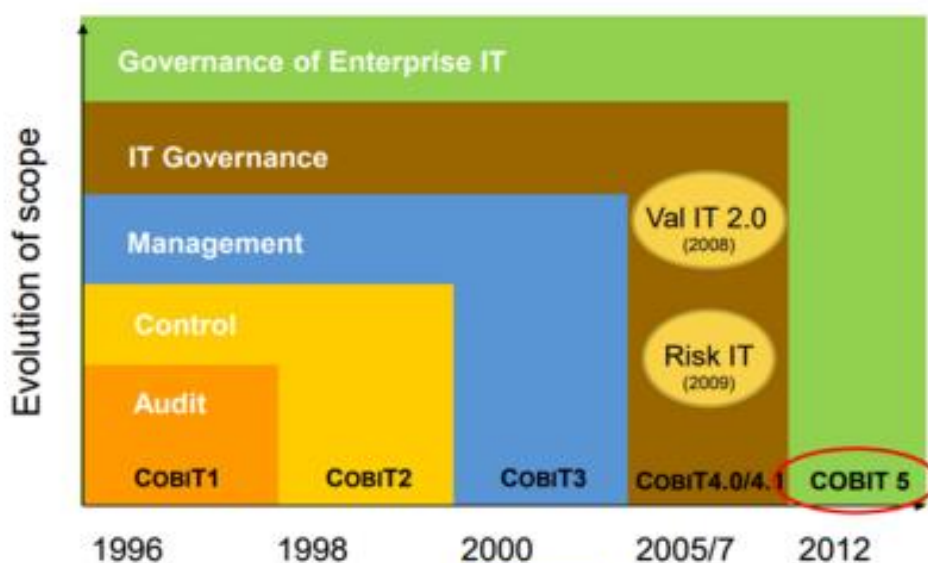 Evolution of scope
Governance of Enterprise IT
IT Governance
Val IT 2.0
(2008)
Management
Control
Risk IT
(2009)
Audit
COBIT1
COBIT2
COBIT3
COBIT4.0/4.1
COBIT 5
1996
1998
2000
2005/7
2012